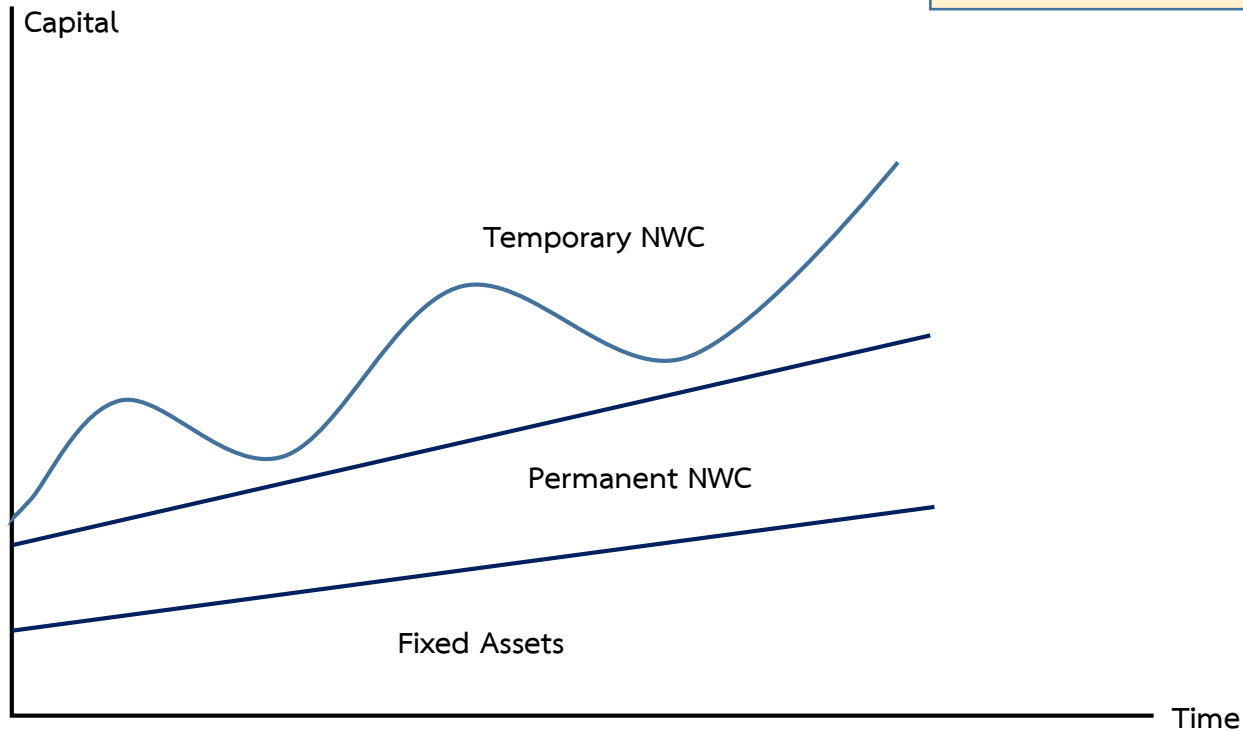 Capital
Temporary NWC
Permanent NWC
Fixed Assets
Time